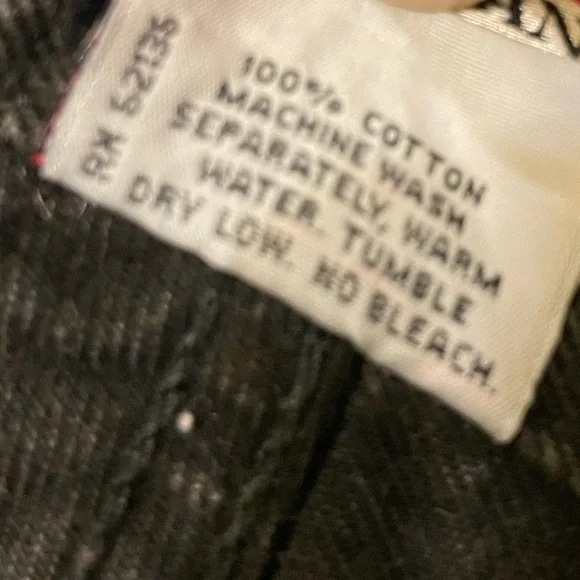 100% COTTON
MACHINE WASH
SEPARATELY, WARM
WATER. TUMBLE
DRY LOW. NO BLEACH.
RN 52135